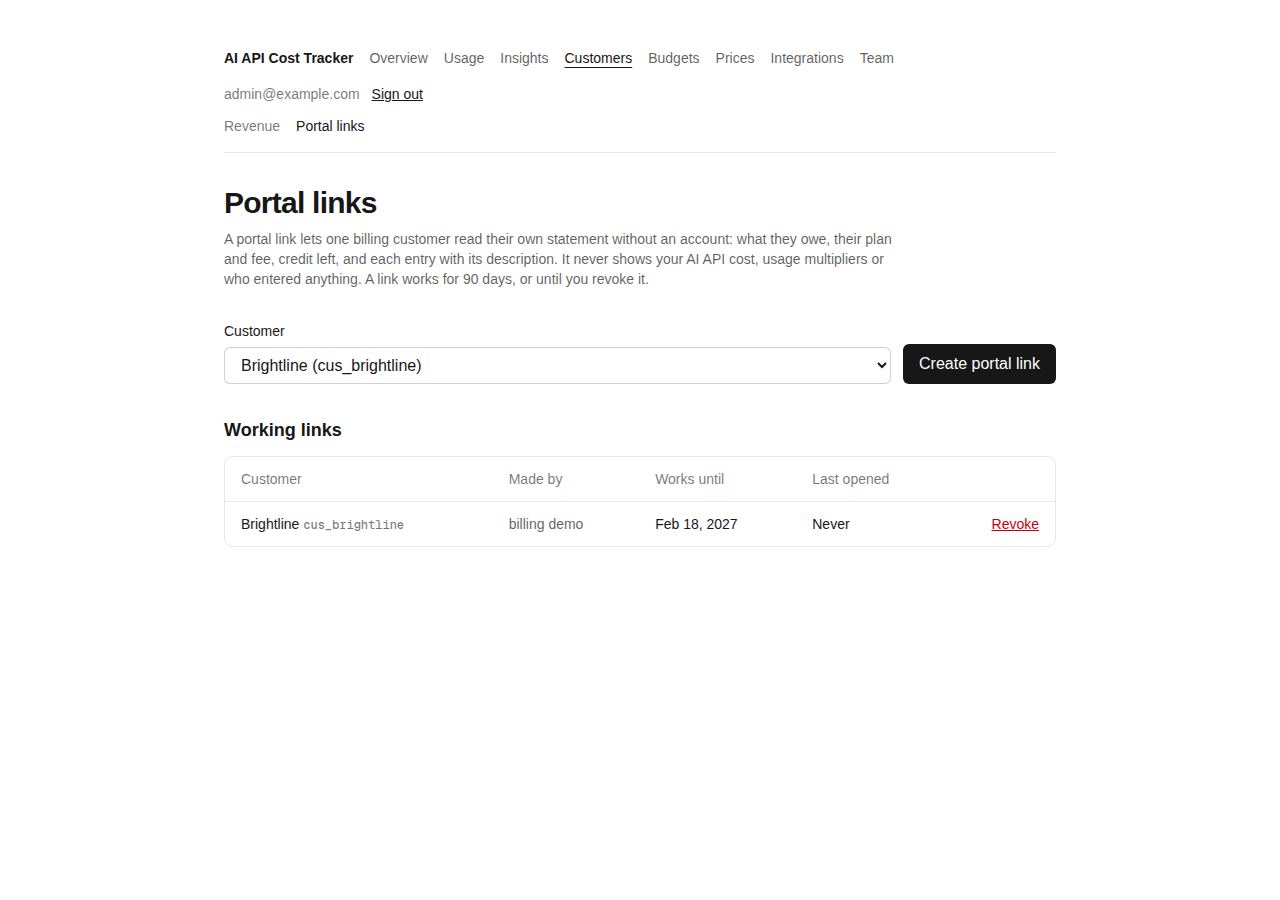 AI API Cost Tracker Overview Usage Insights Customers Budgets Prices Integrations Team
admin@example.com Sign out
Revenue Portal links
Portal links
A portal link lets one billing customer read their own statement without an account: what they owe, their plan
and fee, credit left, and each entry with its description. It never shows your AI API cost, usage multipliers or
who entered anything. A link works for 90 days, or until you revoke it.
Customer
Brightline (cus_brightline) Create portal link
Working links
Customer Made by Works until Last opened
Brightline cus_brightline billing demo Feb 18, 2027 Never Revoke